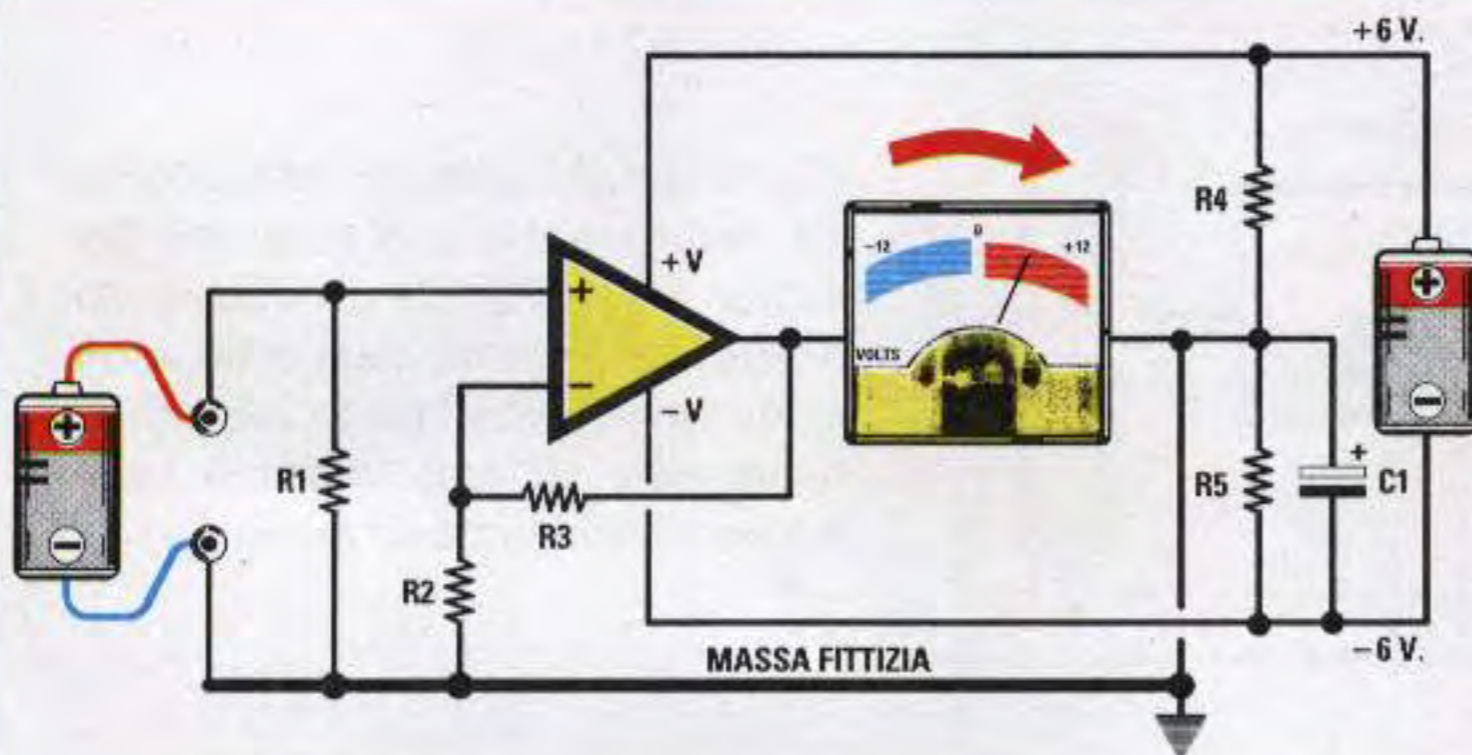 +6 V.
R4
-12
0
+12
+V
+
+
VOLTS
-
-V
+
-
R1
R3
R5
+
C1
-
R2
-6 V.
MASSA FITTIZIA